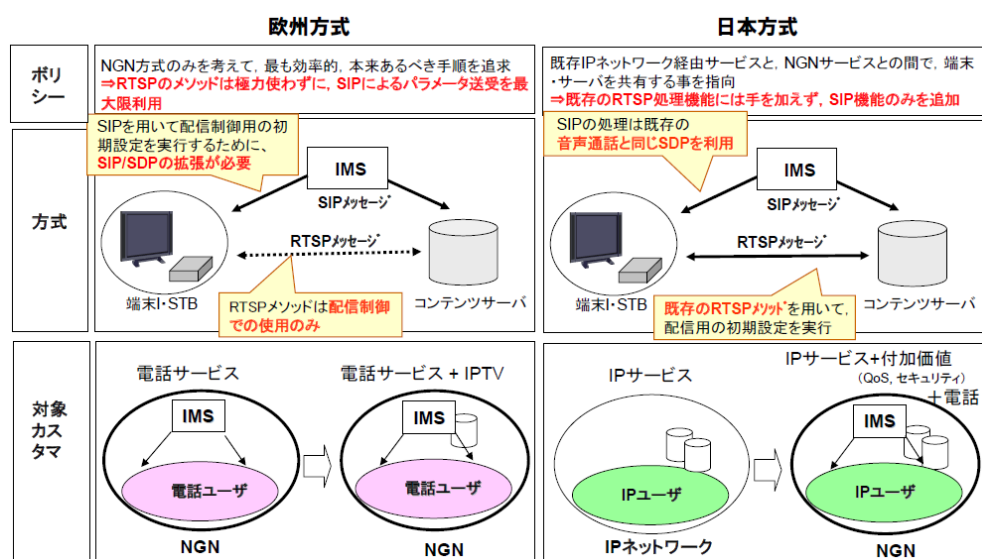 欧州方式
日本方式
ポリ
シー
NGN方式のみを考えて，最も効率的，本来あるべき手順を追求
⇒RTSPのメソッドは極力使わずに，SIPによるパラメータ送受を最
大限利用
既存IPネットワーク経由サービスと，NGNサービスとの間で，端末
・サーバを共有する事を指向
⇒既存のRTSP処理機能には手を加えず，SIP機能のみを追加
方式
SIPを用いて配信制御用の初
期設定を実行するために、
SIP/SDPの拡張が必要
IMS
SIPメッセージ
RTSPメッセージ
端末I・STB
コンテンツサーバ
RTSPメソッドは配信制御
での使用のみ
SIPの処理は既存の
音声通話と同じSDPを利用
IMS
SIPメッセージ
RTSPメッセージ
端末I・STB
コンテンツサーバ
既存のRTSPメソッドを用いて，
配信用の初期設定を実行
対象
カス
タマ
電話サービス
IMS
電話ユーザ
NGN
電話サービス + IPTV
IMS
電話ユーザ
NGN
IPサービス
IPユーザ
IPネットワーク
IPサービス+付加価値
(QoS, セキュリティ)
＋電話
IMS
IPユーザ
NGN